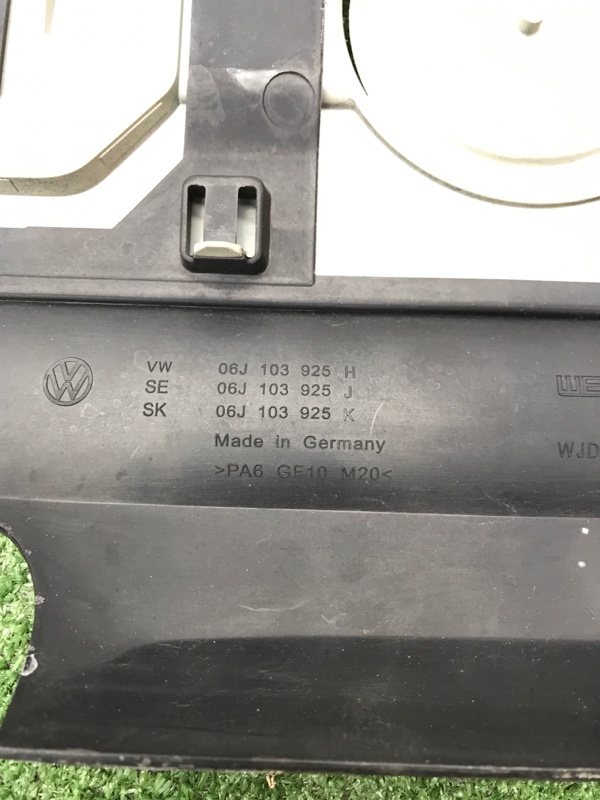 VW 06J 103 925 H
SE 06J 103 925 J
SK 06J 103 925 K
Made in Germany
>PA6 GF10 M20<
WJD